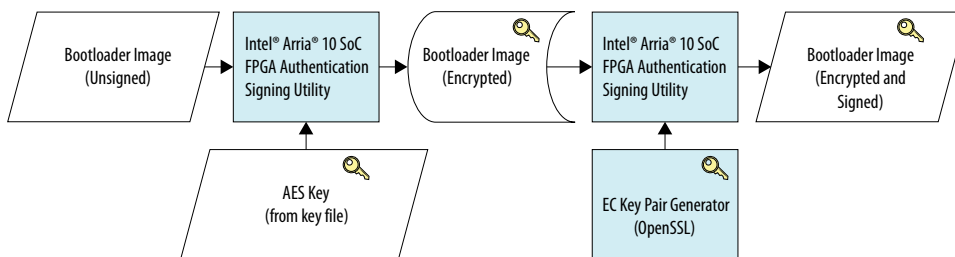 Bootloader Image
(Unsigned)
Intel® Arria® 10 SoC
FPGA Authentication
Signing Utility
Bootloader Image
(Encrypted)
Intel® Arria® 10 SoC
FPGA Authentication
Signing Utility
Bootloader Image
(Encrypted and
Signed)
AES Key
(from key file)
EC Key Pair Generator
(OpenSSL)